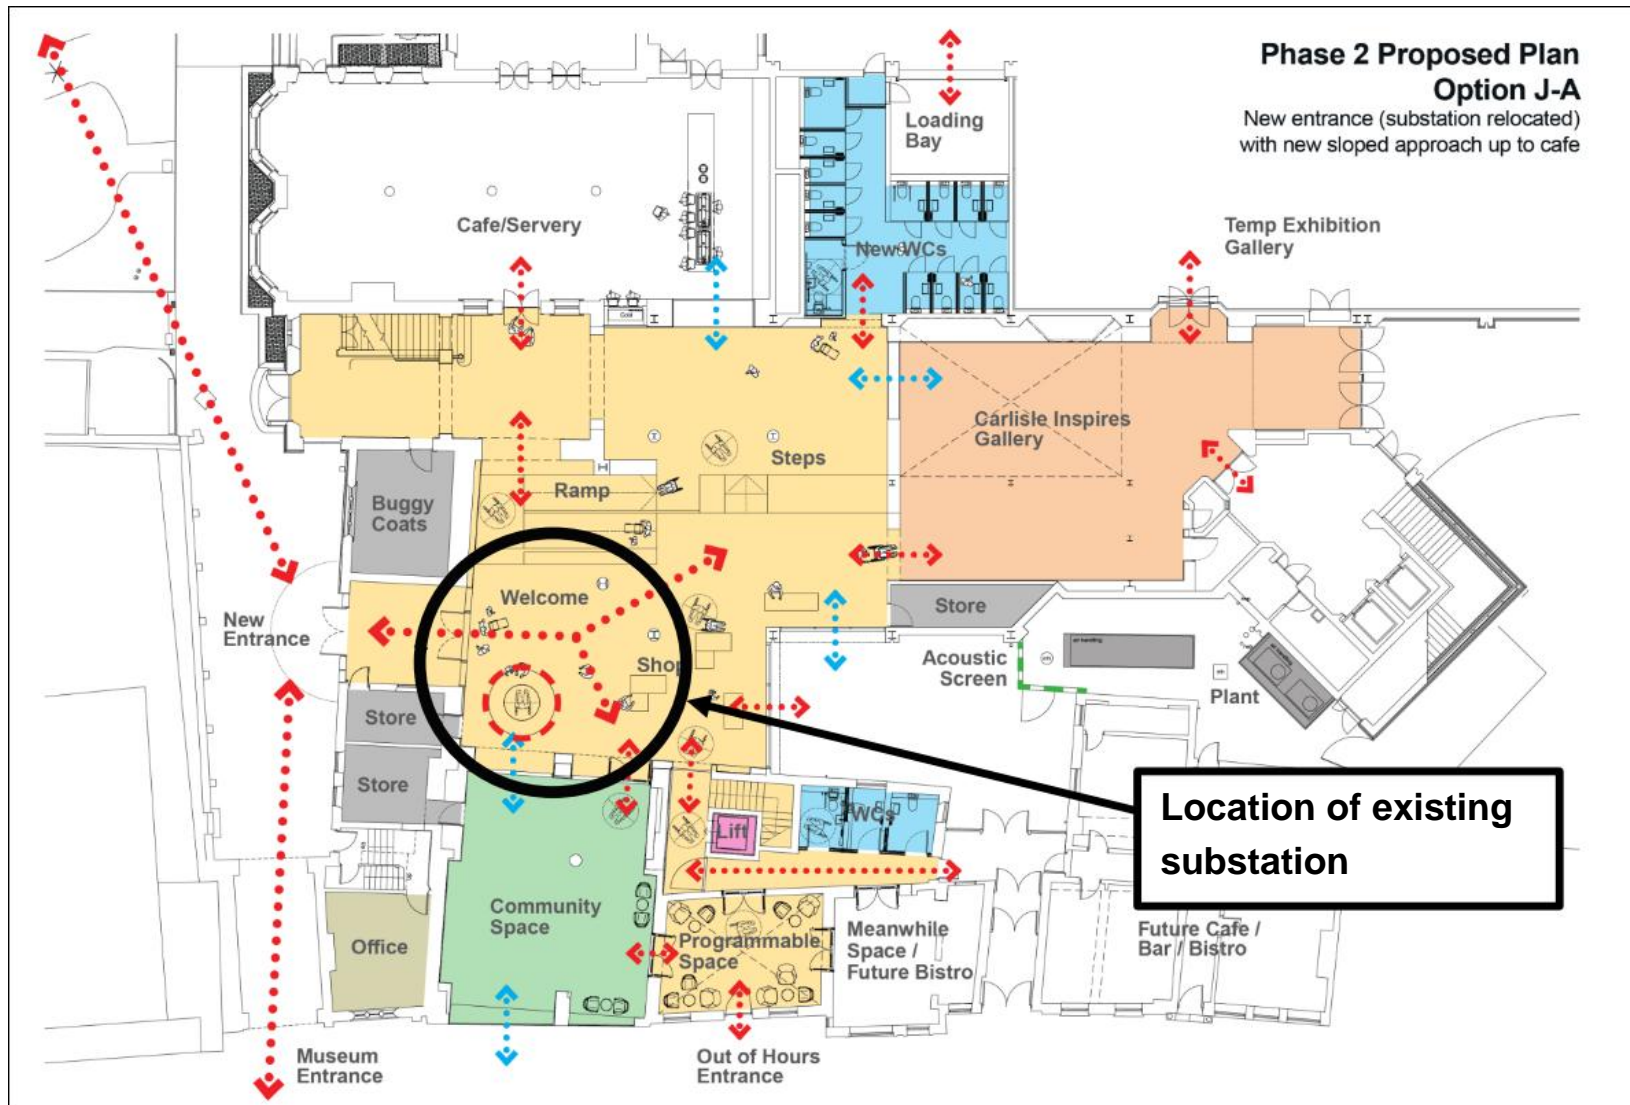 Phase 2 Proposed Plan
Option J-A
New entrance (substation relocated)
with new sloped approach up to cafe
Loading
Bay
Cafe/Servery
New WCs
Temp Exhibition
Gallery
Carlisle Inspires
Gallery
Steps
Ramp
Buggy
Coats
Welcome
New
Entrance
Store
Shop
Acoustic
Screen
Plant
Store
Store
Location of existing
substation
WCs
Lift
Community
Space
Office
Programmable
Space
Meanwhile
Space /
Future Bistro
Future Cafe /
Bar / Bistro
Museum
Entrance
Out of Hours
Entrance